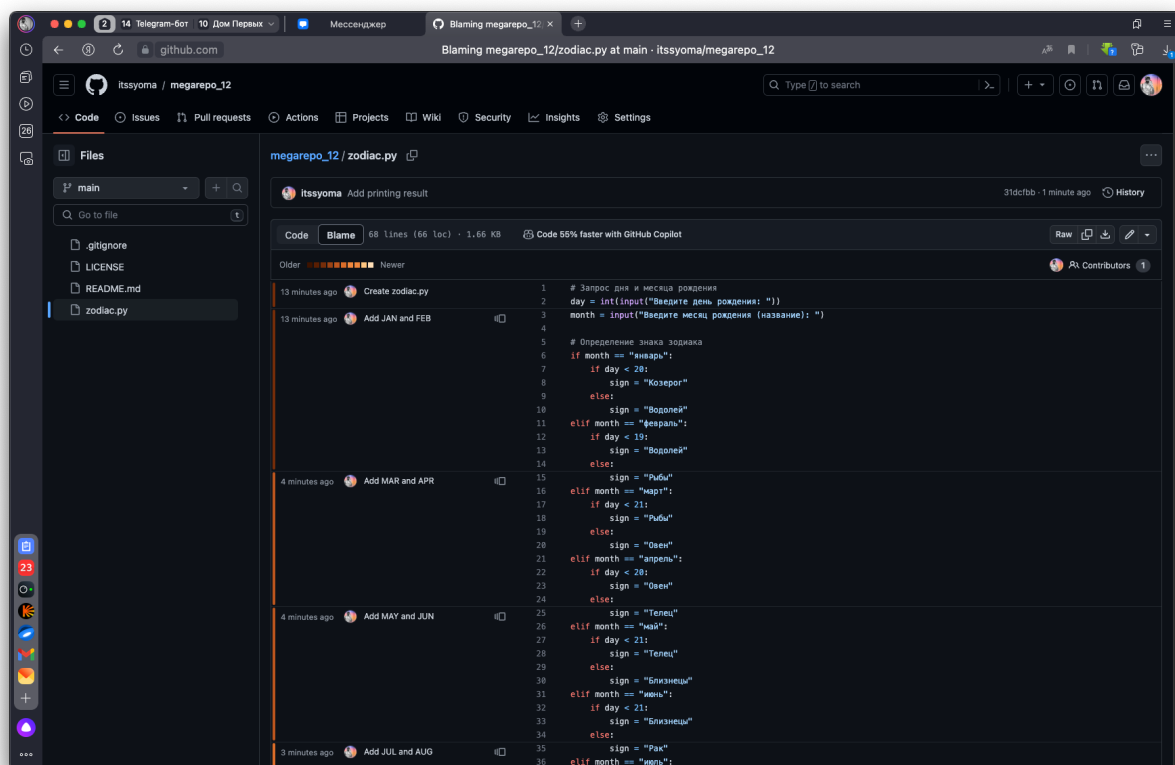 2 14 Telegram-бот 10 Дом Первых Мессенджер Blaming megarepo_12/
github.com Blaming megarepo_12/zodiac.py at main · itssyoma/megarepo_12
itssyoma / megarepo_12 Type / to search
Code Issues Pull requests Actions Projects Wiki Security Insights Settings
26
Files
main
Go to file t
.gitignore
LICENSE
README.md
zodiac.py
23
megarepo_12 / zodiac.py
itssyoma Add printing result 31dcfbb · 1 minute ago History
Code Blame 68 lines (66 loc) · 1.66 KB Code 55% faster with GitHub Copilot Raw
Older Newer Contributors 1
13 minutes ago Create zodiac.py 1 # Запрос дня и месяца рождения
2 day = int(input("Введите день рождения: "))
13 minutes ago Add JAN and FEB 3 month = input("Введите месяц рождения (название): ")
4
5 # Определение знака зодиака
6 if month == "январь":
7 if day < 20:
8 sign = "Козерог"
9 else:
10 sign = "Водолей"
11 elif month == "февраль":
12 if day < 19:
13 sign = "Водолей"
14 else:
4 minutes ago Add MAR and APR 15 sign = "Рыбы"
16 elif month == "март":
17 if day < 21:
18 sign = "Рыбы"
19 else:
20 sign = "Овен"
21 elif month == "апрель":
22 if day < 20:
23 sign = "Овен"
24 else:
4 minutes ago Add MAY and JUN 25 sign = "Телец"
26 elif month == "май":
27 if day < 21:
28 sign = "Телец"
29 else:
30 sign = "Близнецы"
31 elif month == "июнь":
32 if day < 21:
33 sign = "Близнецы"
34 else:
3 minutes ago Add JUL and AUG 35 sign = "Рак"
36 elif month == "июль":